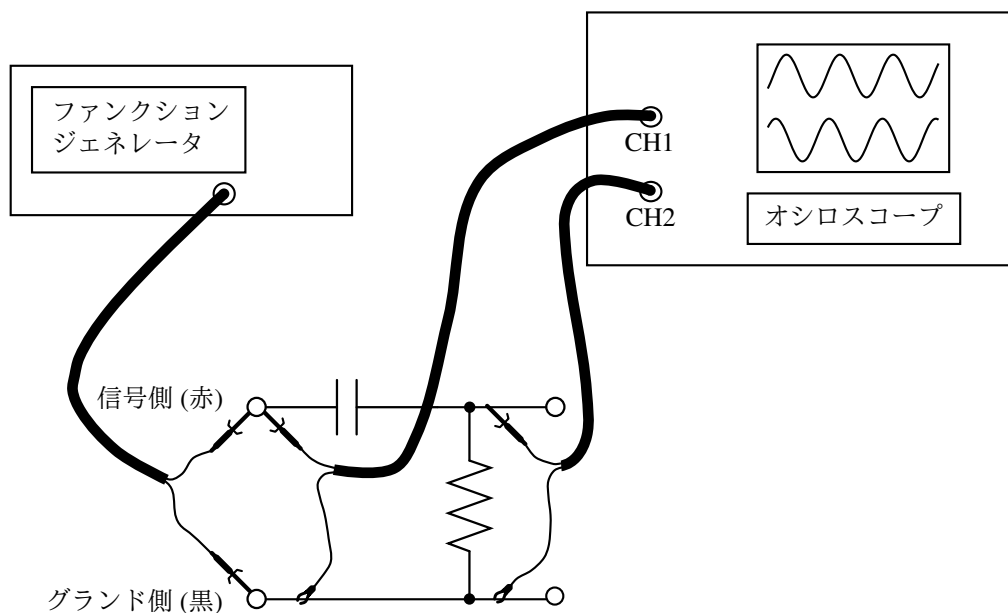 ファンクション
ジェネレータ
CH1
CH2
オシロスコープ
信号側 (赤)
グランド側 (黒)